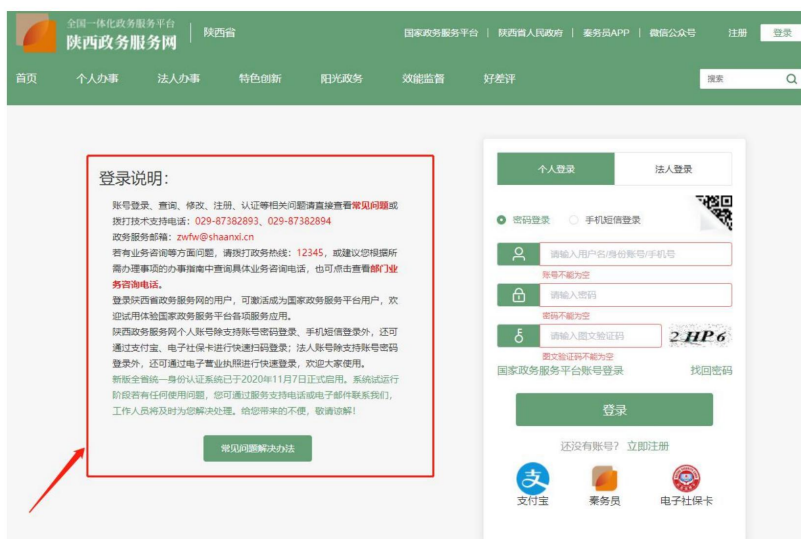 全国一体化政务服务平台
陕西政务服务网
陕西省
国家政务服务平台 | 陕西省人民政府 | 秦务员APP | 微信公众号
注册
登录
首页 个人办事 法人办事 特色创新 阳光政务 效能监督 好差评
搜索
登录说明：
账号登录、查询、修改、注册、认证等相关问题请直接查看常见问题或
拨打技术支持电话：029-87382893、029-87382894
政务服务邮箱：zwfw@shaanxi.cn
若有业务咨询等方面问题，请拨打政务热线：12345，或建议您根据所
需办理事项的办事指南中查询具体业务咨询电话，也可点击查看部门业
务咨询电话。
登录陕西省政务服务网的用户，可激活成为国家政务服务平台用户，欢
迎试用体验国家政务服务平台各项服务应用。
陕西政务服务网个人账号除支持账号密码登录、手机短信登录外，还可
通过支付宝、电子社保卡进行快速扫码登录；法人账号除支持账号密码
登录外，还可通过电子营业执照进行快速登录，欢迎大家使用。
新版全省统一身份认证系统已于2020年11月7日正式启用。系统试运行
阶段若有任何使用问题，您可通过服务支持电话或电子邮件联系我们，
工作人员将及时为您解决处理。给您带来的不便，敬请谅解！
常见问题解决办法
个人登录 法人登录
密码登录 手机短信登录
请输入用户名/身份证号/手机号
账号不能为空
请输入密码
密码不能为空
请输入图文验证码
2HP6
图文验证码不能为空
国家政务服务平台账号登录 找回密码
登录
还没有账号？ 立即注册
支付宝 秦务员 电子社保卡